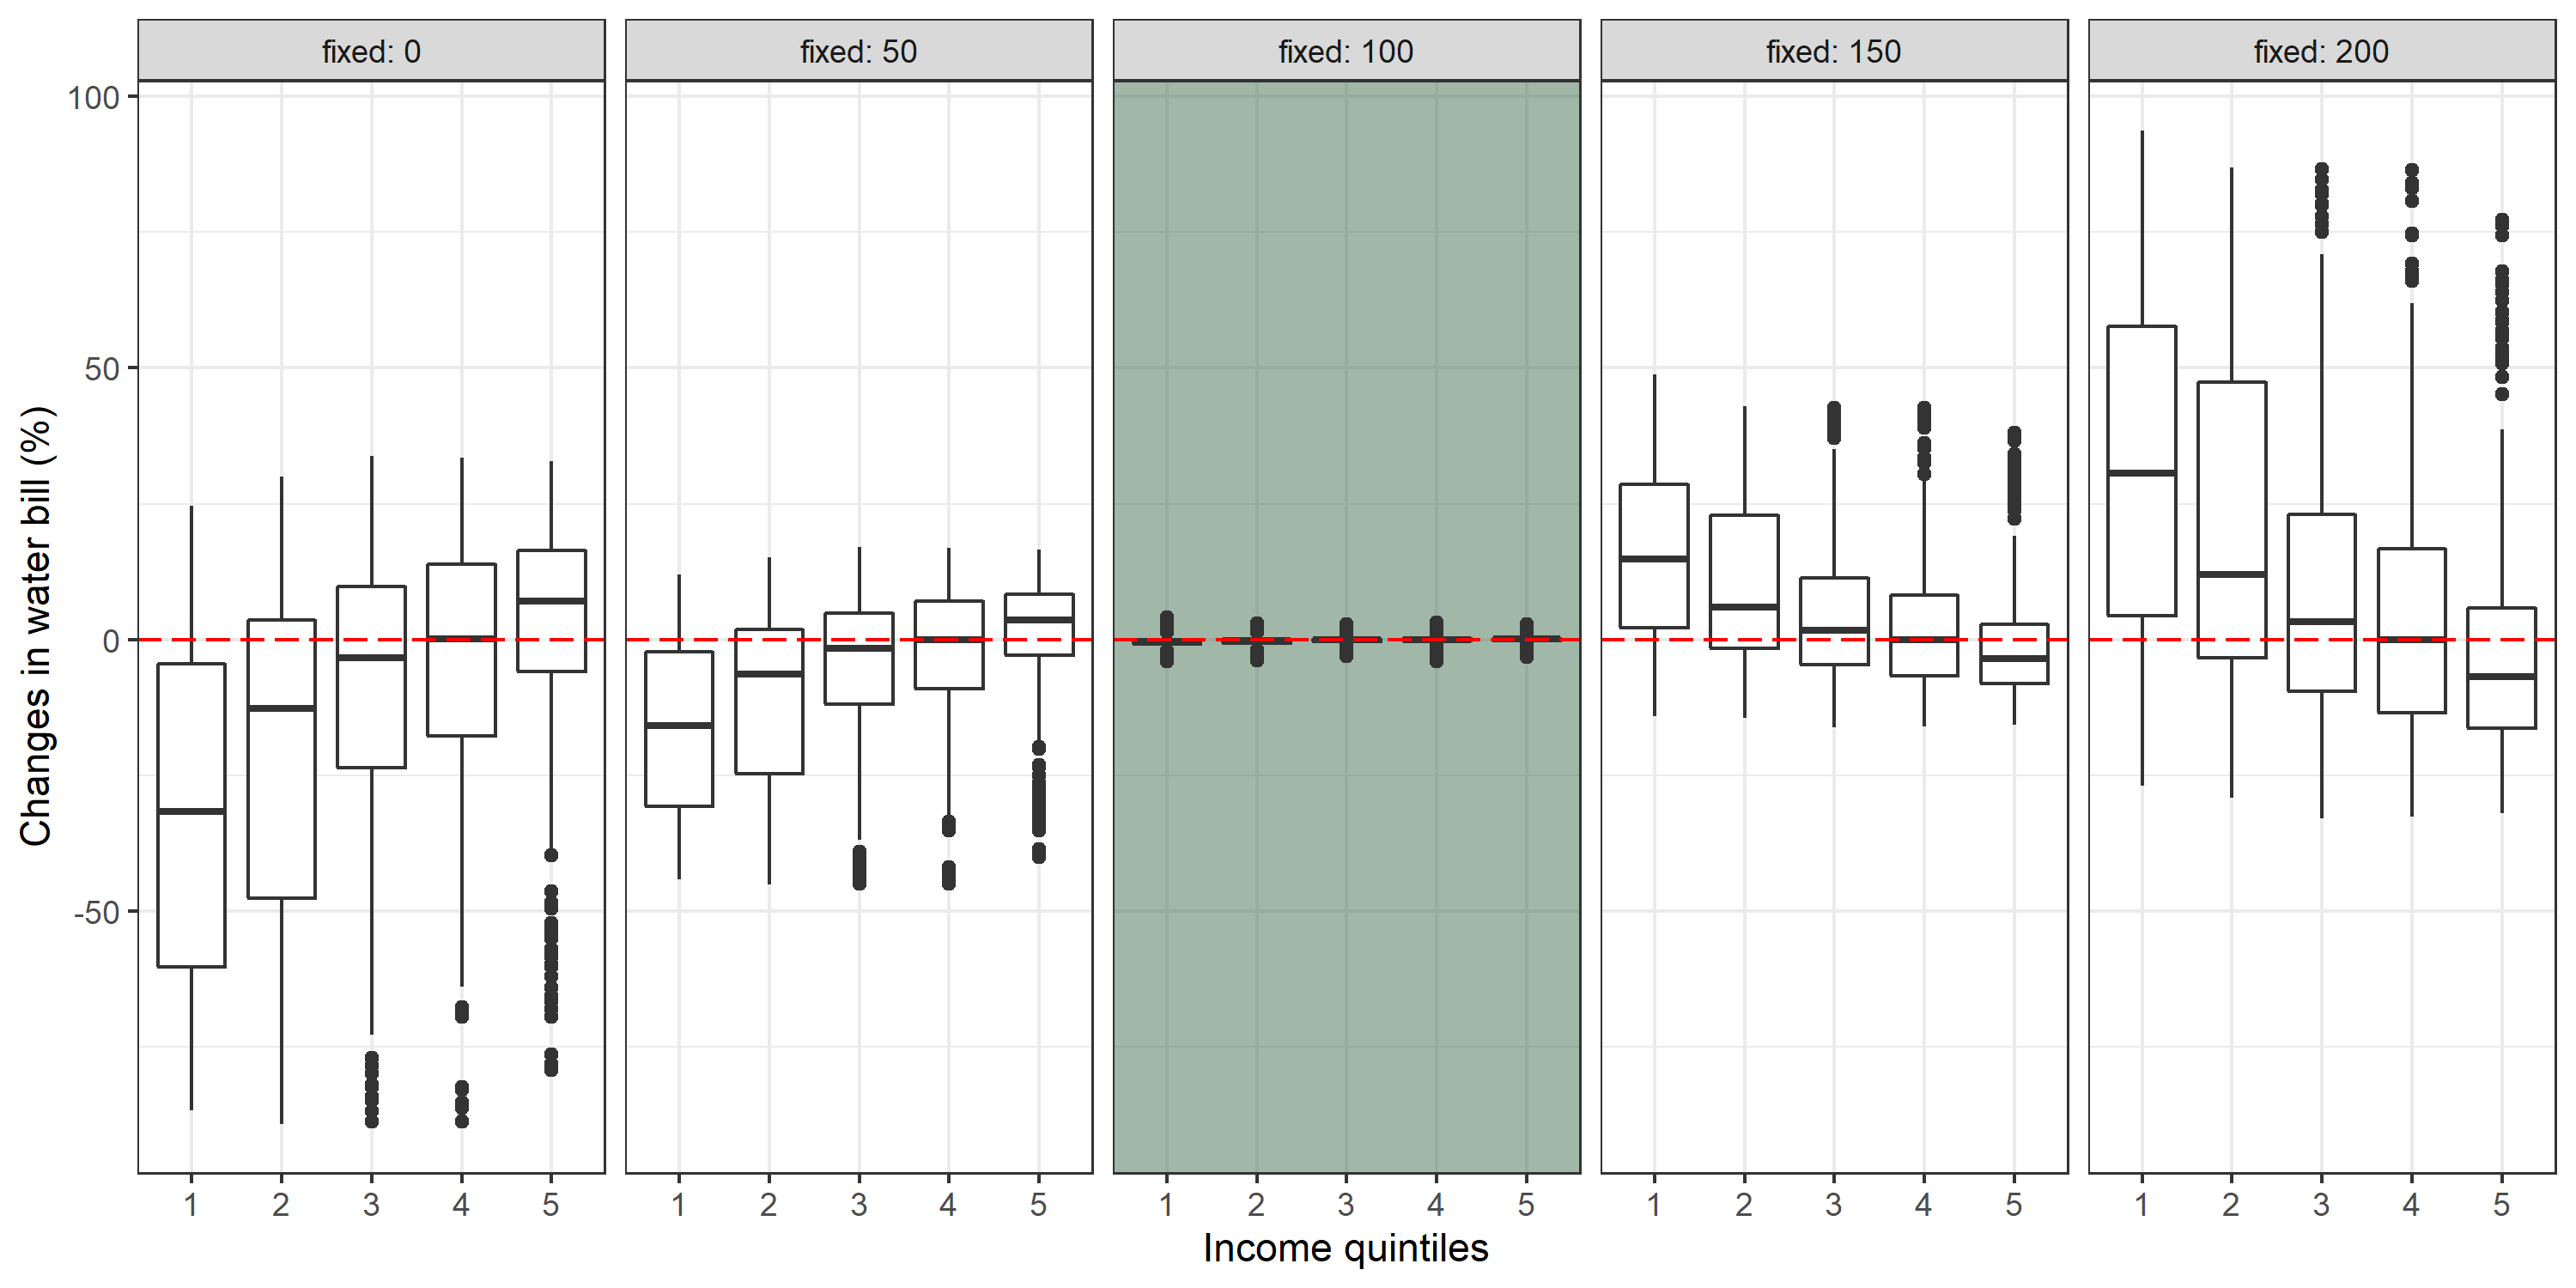 fixed: 0
fixed: 50
fixed: 100
fixed: 150
fixed: 200
Changes in water bill (%)
100
50
0
-50
1 2 3 4 5
1 2 3 4 5
1 2 3 4 5
1 2 3 4 5
1 2 3 4 5
Income quintiles